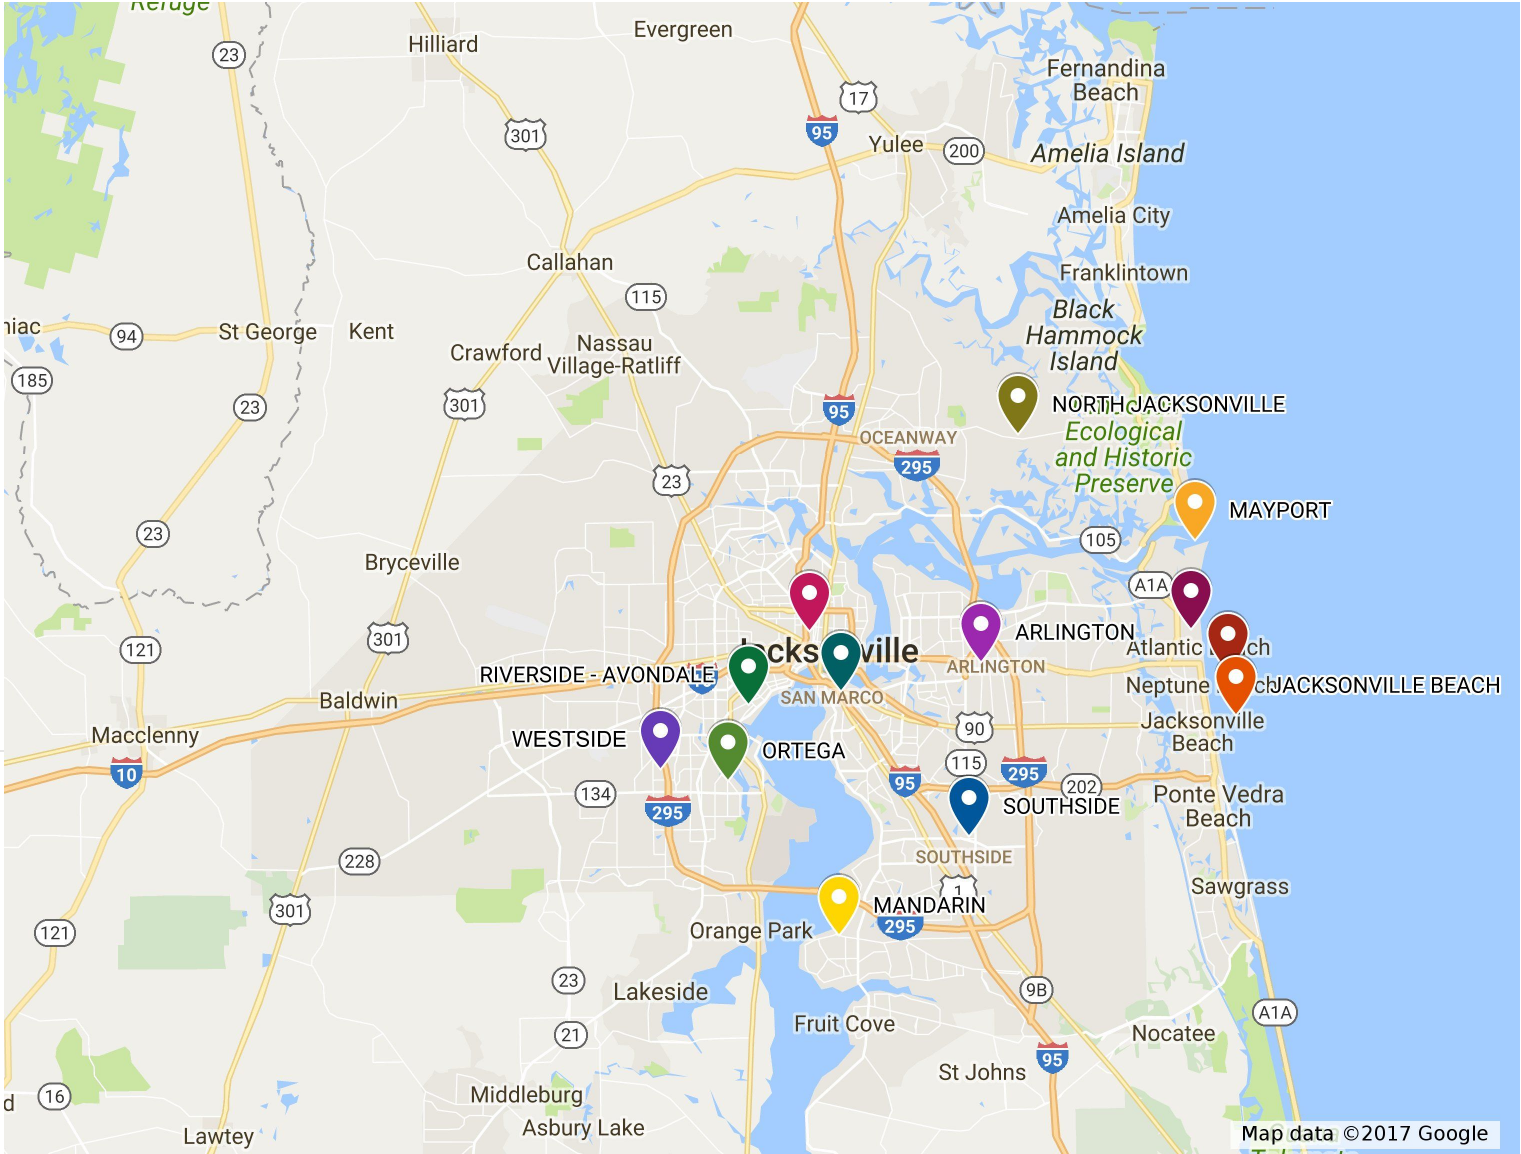 Refuge
Evergreen
Hilliard
23
Fernandina
Beach
17
95
301
Yulee
200
Amelia Island
Amelia City
Callahan
Franklintown
115
Black
Hammock
Island
niac
94
St George
Kent
Nassau
Village-Ratliff
Crawford
185
23
301
95
NORTH JACKSONVILLE
OCEANWAY
Ecological
and Historic
Preserve
295
23
MAYPORT
23
105
Bryceville
A1A
301
ARLINGTON
121
Jacksonville
Atlantic Beach
ARLINGTON
RIVERSIDE - AVONDALE
Neptune
JACKSONVILLE BEACH
SAN MARCO
Baldwin
Jacksonville
Beach
90
Macclenny
WESTSIDE
ORTEGA
115
10
295
95
202
134
Ponte Vedra
Beach
SOUTHSIDE
295
SOUTHSIDE
228
Sawgrass
1
301
MANDARIN
295
121
Orange Park
23
Lakeside
9B
A1A
Fruit Cove
21
Nocatee
95
St Johns
16
d
Middleburg
Asbury Lake
Lawtey
Map data ©2017 Google